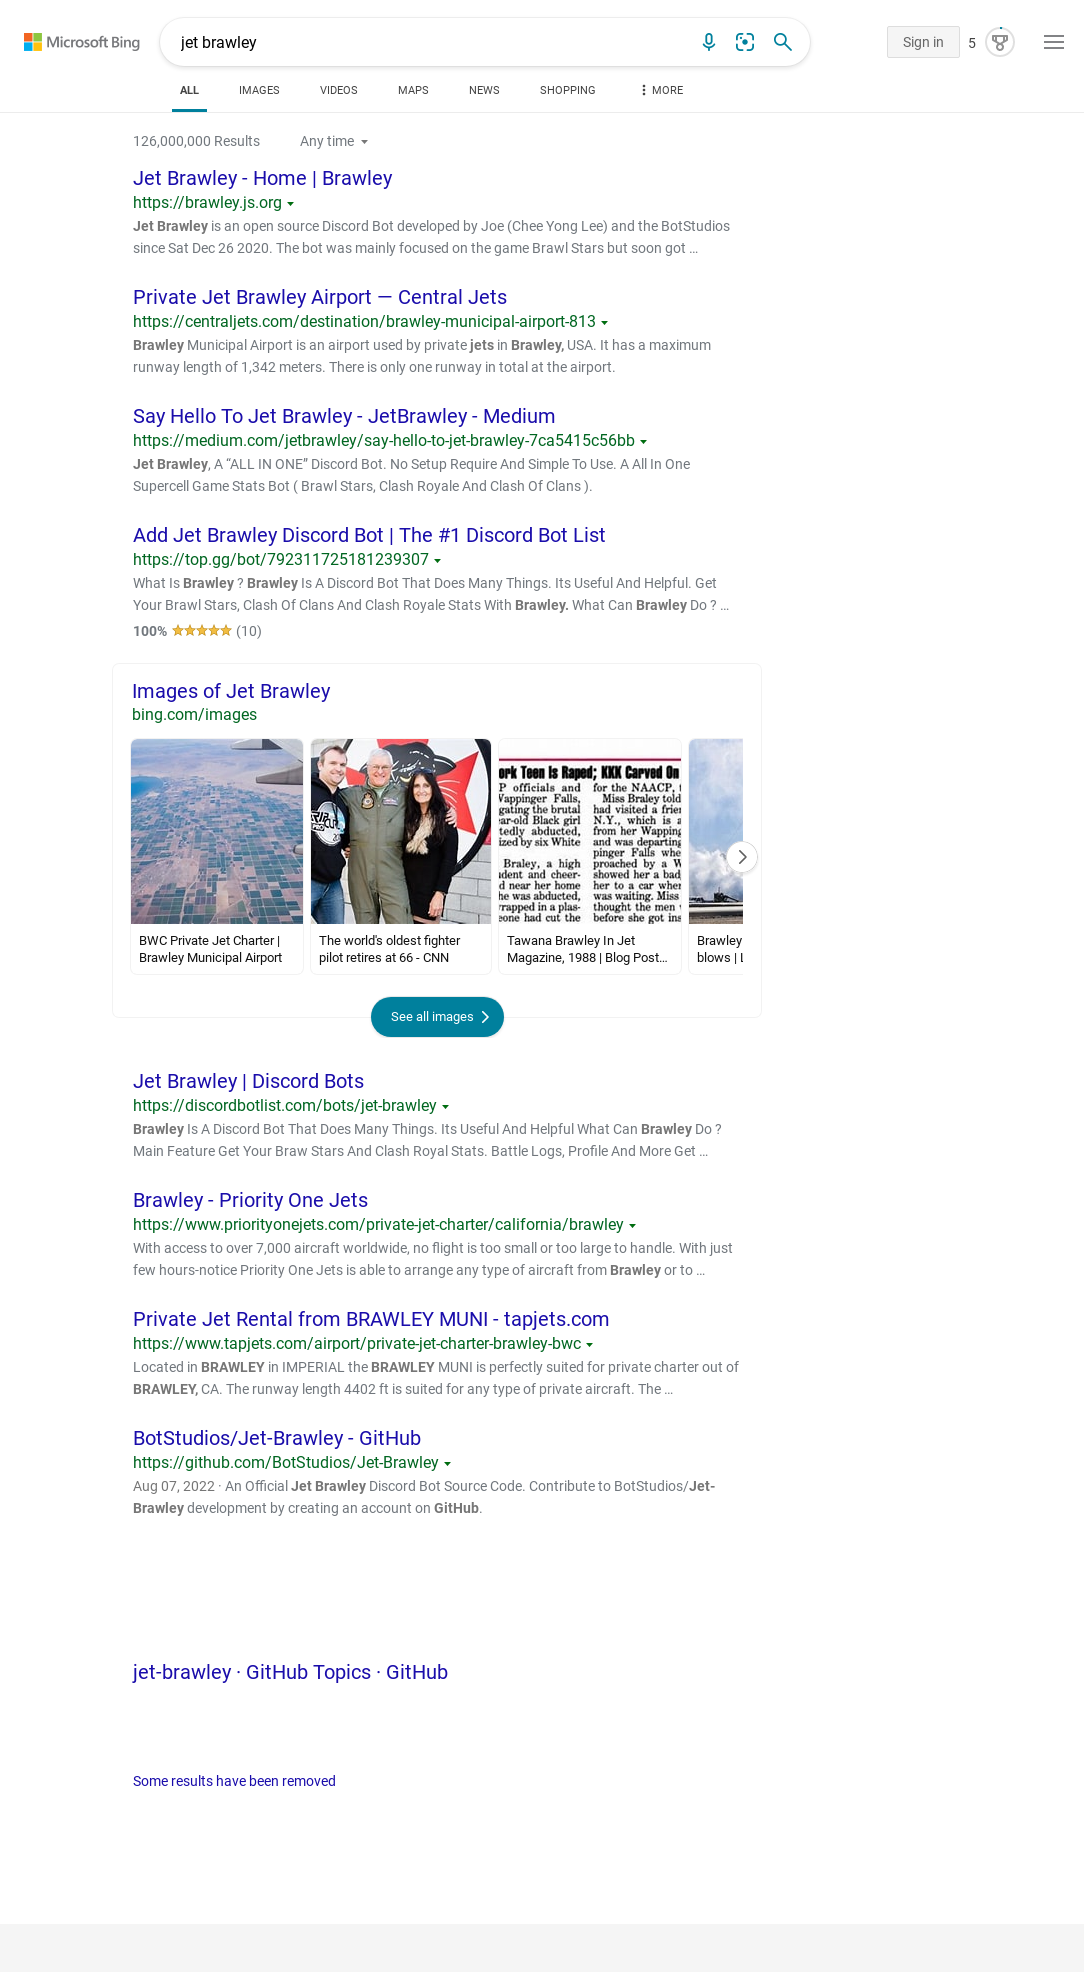 Microsoft Bing
jet brawley
Sign in
5
ALL
IMAGES
VIDEOS
MAPS
NEWS
SHOPPING
MORE
126,000,000 Results
Any time
Jet Brawley - Home | Brawley
https://brawley.js.org
Jet Brawley is an open source Discord Bot developed by Joe (Chee Yong Lee) and the BotStudios
since Sat Dec 26 2020. The bot was mainly focused on the game Brawl Stars but soon got …
Private Jet Brawley Airport — Central Jets
https://centraljets.com/destination/brawley-municipal-airport-813
Brawley Municipal Airport is an airport used by private jets in Brawley, USA. It has a maximum
runway length of 1,342 meters. There is only one runway in total at the airport.
Say Hello To Jet Brawley - JetBrawley - Medium
https://medium.com/jetbrawley/say-hello-to-jet-brawley-7ca5415c56bb
Jet Brawley, A “ALL IN ONE” Discord Bot. No Setup Require And Simple To Use. A All In One
Supercell Game Stats Bot ( Brawl Stars, Clash Royale And Clash Of Clans ).
Add Jet Brawley Discord Bot | The #1 Discord Bot List
https://top.gg/bot/792311725181239307
What Is Brawley ? Brawley Is A Discord Bot That Does Many Things. Its Useful And Helpful. Get
Your Brawl Stars, Clash Of Clans And Clash Royale Stats With Brawley. What Can Brawley Do ? …
100% (10)
Images of Jet Brawley
bing.com/images
ork Teen Is Raped; KKK Carved On
P officials and
Wappinger Falls,
gating the brutal
ear-old Black girl
tedly abducted,
ized by six White
Braley, a high
dent and cheer-
d near her home
he was abducted,
rapped in a plas-
eone had cut the
for the NAACP, t
Miss Braley told
had visited a frie
N.Y., which is a
from her Wapping
and was departing
pinger Falls whe
proached by a W
showed her a bad
her to a car wher
was waiting. Miss
thought the men
before she got ins
BWC Private Jet Charter |
Brawley Municipal Airport
The world's oldest fighter
pilot retires at 66 - CNN
Tawana Brawley In Jet
Magazine, 1988 | Blog Post…
Brawley
blows | L
See all images
Jet Brawley | Discord Bots
https://discordbotlist.com/bots/jet-brawley
Brawley Is A Discord Bot That Does Many Things. Its Useful And Helpful What Can Brawley Do ?
Main Feature Get Your Braw Stars And Clash Royal Stats. Battle Logs, Profile And More Get …
Brawley - Priority One Jets
https://www.priorityonejets.com/private-jet-charter/california/brawley
With access to over 7,000 aircraft worldwide, no flight is too small or too large to handle. With just
few hours-notice Priority One Jets is able to arrange any type of aircraft from Brawley or to …
Private Jet Rental from BRAWLEY MUNI - tapjets.com
https://www.tapjets.com/airport/private-jet-charter-brawley-bwc
Located in BRAWLEY in IMPERIAL the BRAWLEY MUNI is perfectly suited for private charter out of
BRAWLEY, CA. The runway length 4402 ft is suited for any type of private aircraft. The …
BotStudios/Jet-Brawley - GitHub
https://github.com/BotStudios/Jet-Brawley
Aug 07, 2022 · An Official Jet Brawley Discord Bot Source Code. Contribute to BotStudios/Jet-
Brawley development by creating an account on GitHub.
jet-brawley · GitHub Topics · GitHub
Some results have been removed